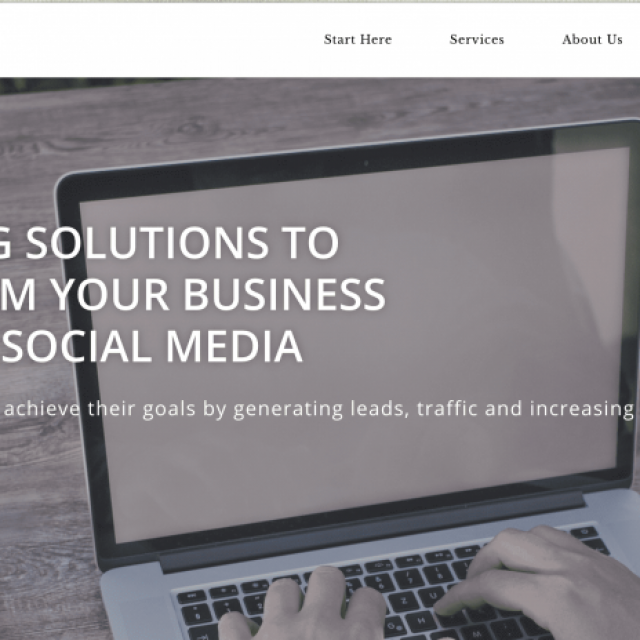 Start Here Services About Us
G SOLUTIONS TO
M YOUR BUSINESS
SOCIAL MEDIA
achieve their goals by generating leads, traffic and increasing